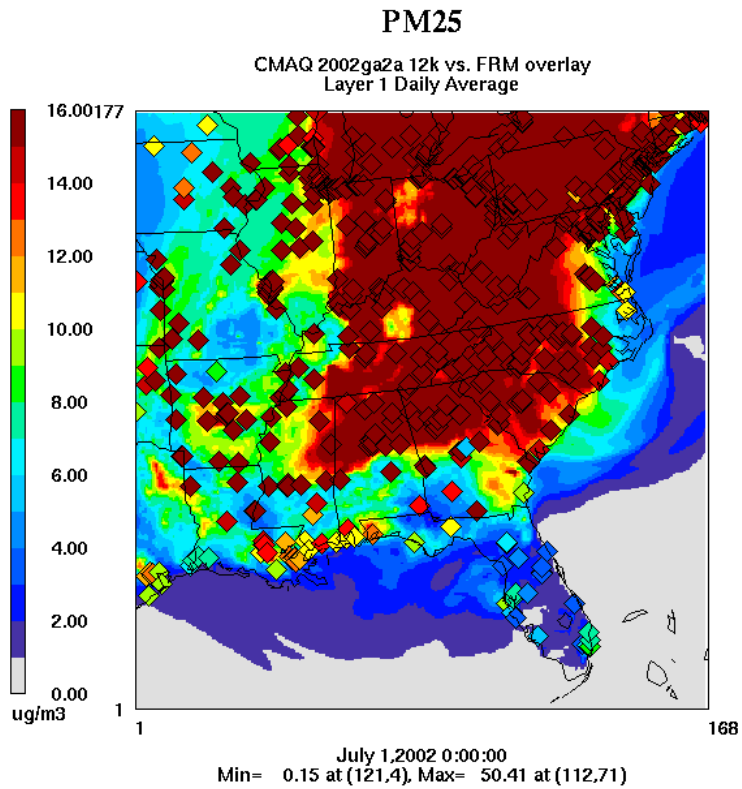 PM25
CMAQ 2002ga2a 12k vs. FRM overlay
Layer 1 Daily Average
16.00
14.00
12.00
10.00
8.00
6.00
4.00
2.00
0.00
ug/m3
177
1
1
168
July 1,2002 0:00:00
Min= 0.15 at (121,4), Max= 50.41 at (112,71)